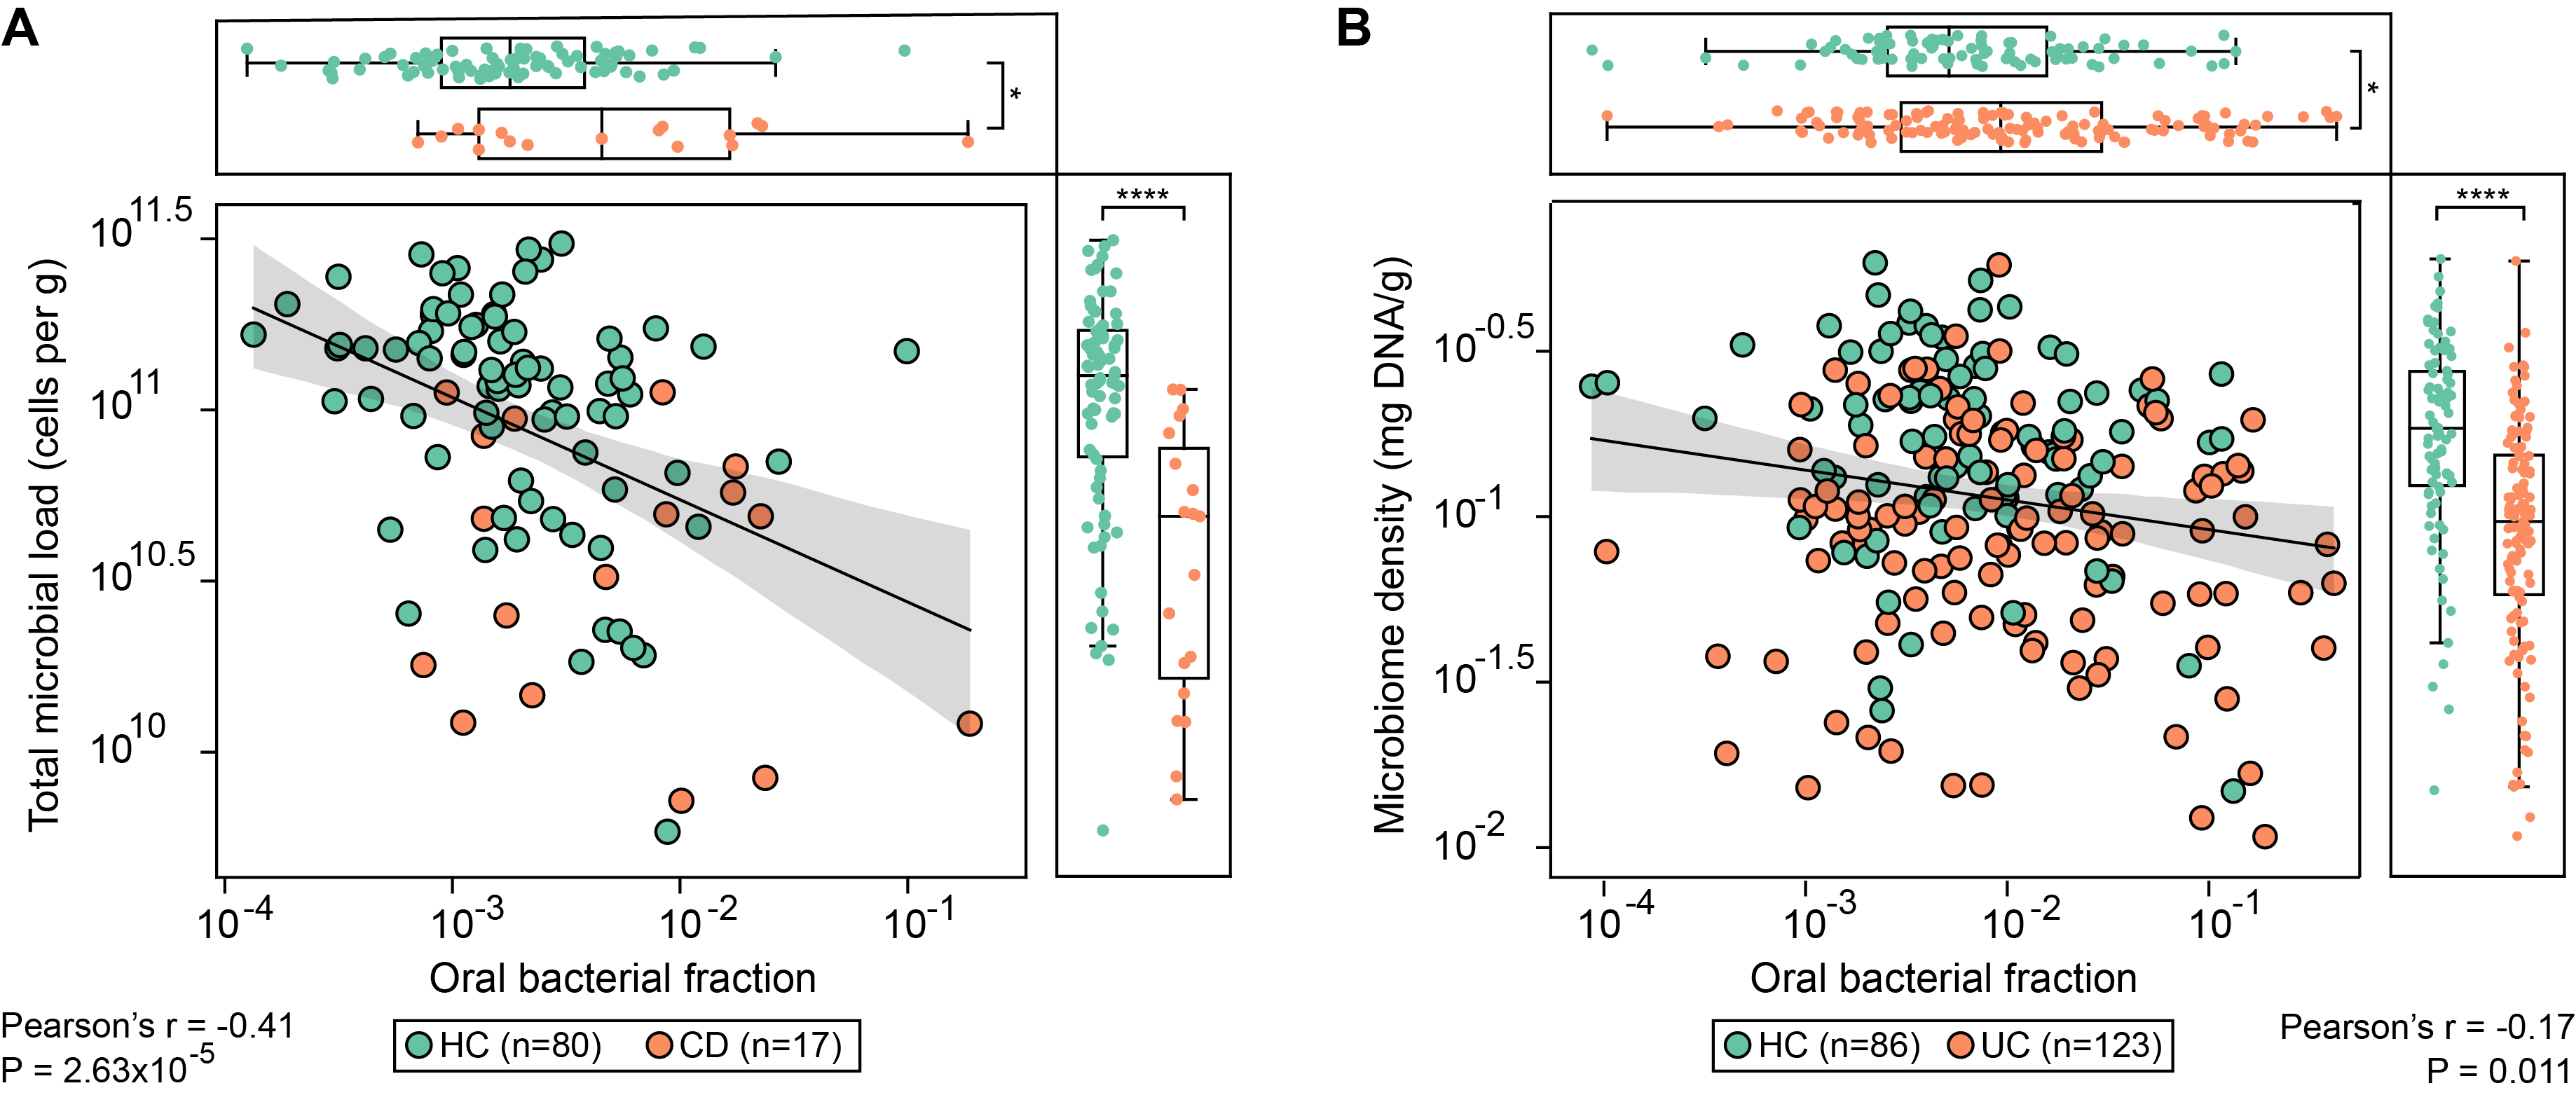 A
B
*
*
****
****
Total microbial load (cells per g)
10^11.5
10^11
10^10.5
10^10
10^-4
10^-3
10^-2
10^-1
Oral bacterial fraction
Pearson's r = -0.41
P = 2.63x10^-5
HC (n=80) CD (n=17)
Microbiome density (mg DNA/g)
10^-0.5
10^-1
10^-1.5
10^-2
10^-4
10^-3
10^-2
10^-1
Oral bacterial fraction
HC (n=86) UC (n=123)
Pearson's r = -0.17
P = 0.011